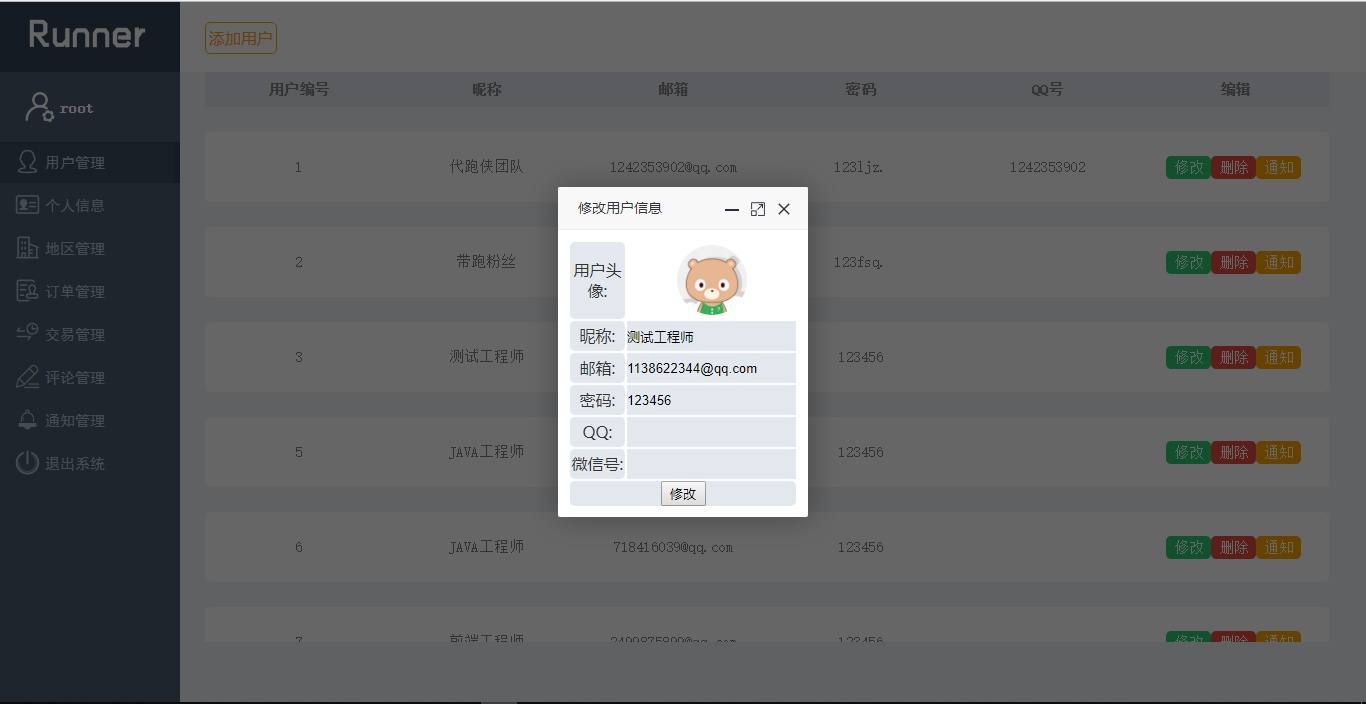 Runner
添加用户
root
用户管理
个人信息
地区管理
订单管理
交易管理
评论管理
通知管理
退出系统
用户编号 昵称 邮箱 密码 QQ号 编辑
1 代跑侠团队 1242353902@qq.com 123ljz. 1242353902 修改 删除 通知
2 带跑粉丝 123fsq. 修改 删除 通知
3 测试工程师 123456 修改 删除 通知
5 JAVA工程师 123456 修改 删除 通知
6 JAVA工程师 718416039@qq.com 123456 修改 删除 通知
7 前端工程师 2499875890@qq.com 123456 修改 删除 通知
修改用户信息
用户头
像:
昵称: 测试工程师
邮箱: 1138622344@qq.com
密码: 123456
QQ:
微信号:
修改